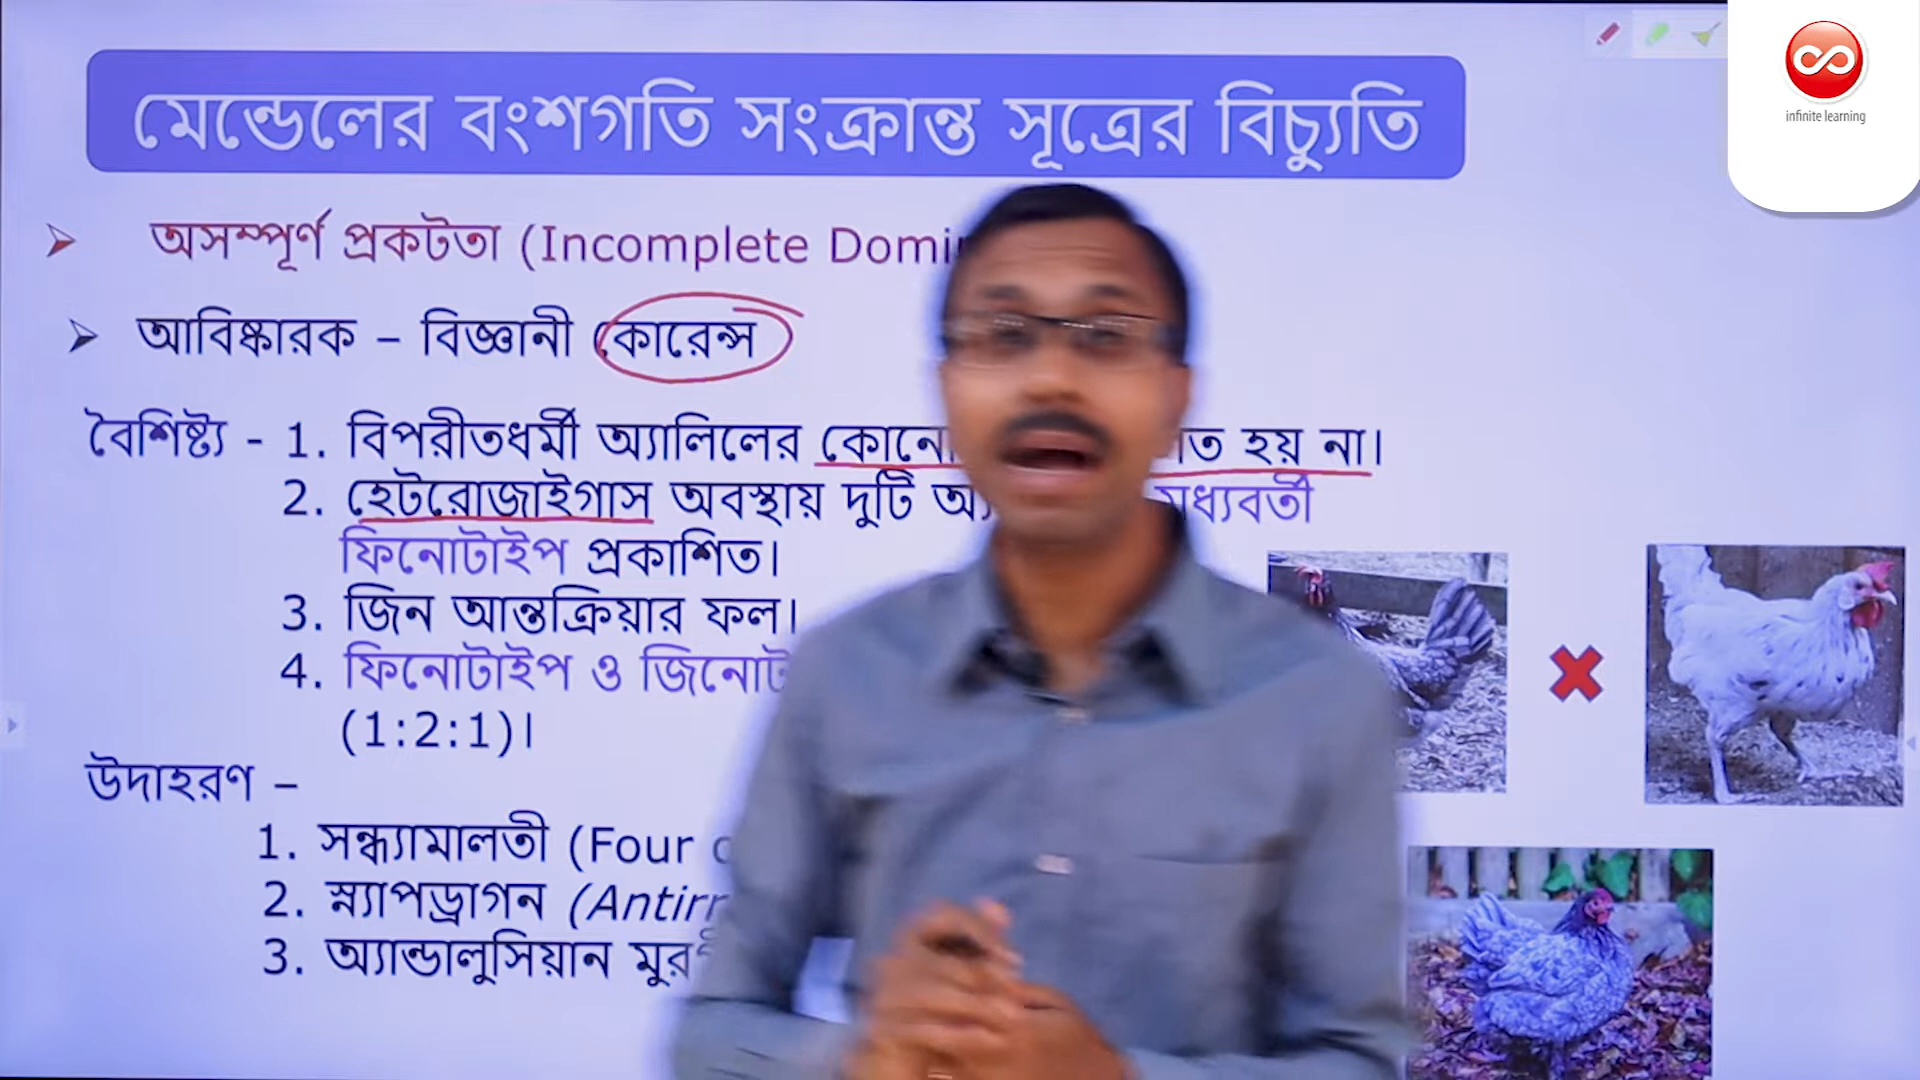 মেন্ডেলের বংশগতি সংক্রান্ত সূত্রের বিচ্যুতি
infinite learning
অসম্পূর্ণ প্রকটতা (Incomplete
আবিষ্কারক – বিজ্ঞানী কোরেন্স
বৈশিষ্ট্য - 1. বিপরীতধর্মী অ্যালিলের হয় না।
2. হেটরোজাইগাস অবস্থায় দুটি মধ্যবর্তী
ফিনোটাইপ প্রকাশিত।
3. জিন আন্তক্রিয়ার ফল।
4. ফিনোটাইপ ও
(1:2:1)।
উদাহরণ –
1. সন্ধ্যামালতী (Four
2. স্ন্যাপড্রাগন
3. অ্যান্ডালুসিয়ান